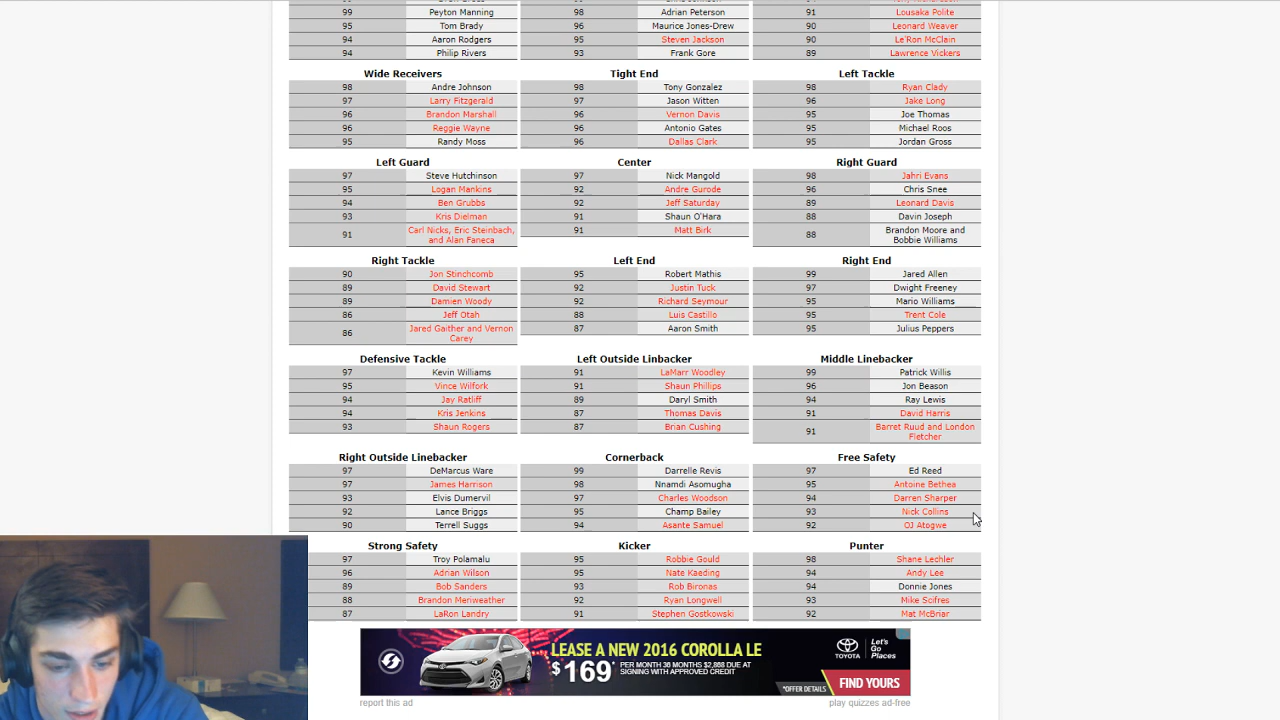 99 Peyton Manning 98 Adrian Peterson 91 Lousaka Polite
95 Tom Brady 96 Maurice Jones-Drew 90 Leonard Weaver
94 Aaron Rodgers 95 Steven Jackson 90 Le'Ron McClain
94 Philip Rivers 93 Frank Gore 89 Lawrence Vickers
Wide Receivers Tight End Left Tackle
98 Andre Johnson 98 Tony Gonzalez 98 Ryan Clady
97 Larry Fitzgerald 97 Jason Witten 96 Jake Long
96 Brandon Marshall 96 Vernon Davis 95 Joe Thomas
96 Reggie Wayne 96 Antonio Gates 95 Michael Roos
95 Randy Moss 96 Dallas Clark 95 Jordan Gross
Left Guard Center Right Guard
97 Steve Hutchinson 97 Nick Mangold 98 Jahri Evans
95 Logan Mankins 92 Andre Gurode 96 Chris Snee
94 Ben Grubbs 92 Jeff Saturday 89 Leonard Davis
93 Kris Dielman 91 Shaun O'Hara 88 Davin Joseph
91 Carl Nicks, Eric Steinbach, and Alan Faneca 91 Matt Birk 88 Brandon Moore and Bobbie Williams
Right Tackle Left End Right End
90 Jon Stinchcomb 95 Robert Mathis 99 Jared Allen
89 David Stewart 92 Justin Tuck 97 Dwight Freeney
89 Damien Woody 92 Richard Seymour 95 Mario Williams
86 Jeff Otah 88 Luis Castillo 95 Trent Cole
86 Jared Gaither and Vernon Carey 87 Aaron Smith 95 Julius Peppers
Defensive Tackle Left Outside Linbacker Middle Linebacker
97 Kevin Williams 91 LaMarr Woodley 99 Patrick Willis
95 Vince Wilfork 91 Shaun Phillips 96 Jon Beason
94 Jay Ratliff 89 Daryl Smith 94 Ray Lewis
94 Kris Jenkins 87 Thomas Davis 91 David Harris
93 Shaun Rogers 87 Brian Cushing 91 Barret Ruud and London Fletcher
Right Outside Linebacker Cornerback Free Safety
97 DeMarcus Ware 99 Darrelle Revis 97 Ed Reed
97 James Harrison 98 Nnamdi Asomugha 95 Antoine Bethea
93 Elvis Dumervil 97 Charles Woodson 94 Darren Sharper
92 Lance Briggs 95 Champ Bailey 93 Nick Collins
90 Terrell Suggs 94 Asante Samuel 92 OJ Atogwe
Strong Safety Kicker Punter
97 Troy Polamalu 95 Robbie Gould 98 Shane Lechler
96 Adrian Wilson 95 Nate Kaeding 94 Andy Lee
89 Bob Sanders 93 Rob Bironas 94 Donnie Jones
88 Brandon Meriweather 92 Ryan Longwell 93 Mike Scifres
87 LaRon Landry 91 Stephen Gostkowski 92 Mat McBriar
LEASE A NEW 2016 COROLLA LE
$169* PER MONTH 36 MONTHS $2,868 DUE AT SIGNING WITH APPROVED CREDIT
TOYOTA Let's Go Places
*OFFER DETAILS FIND YOURS
report this ad play quizzes ad-free